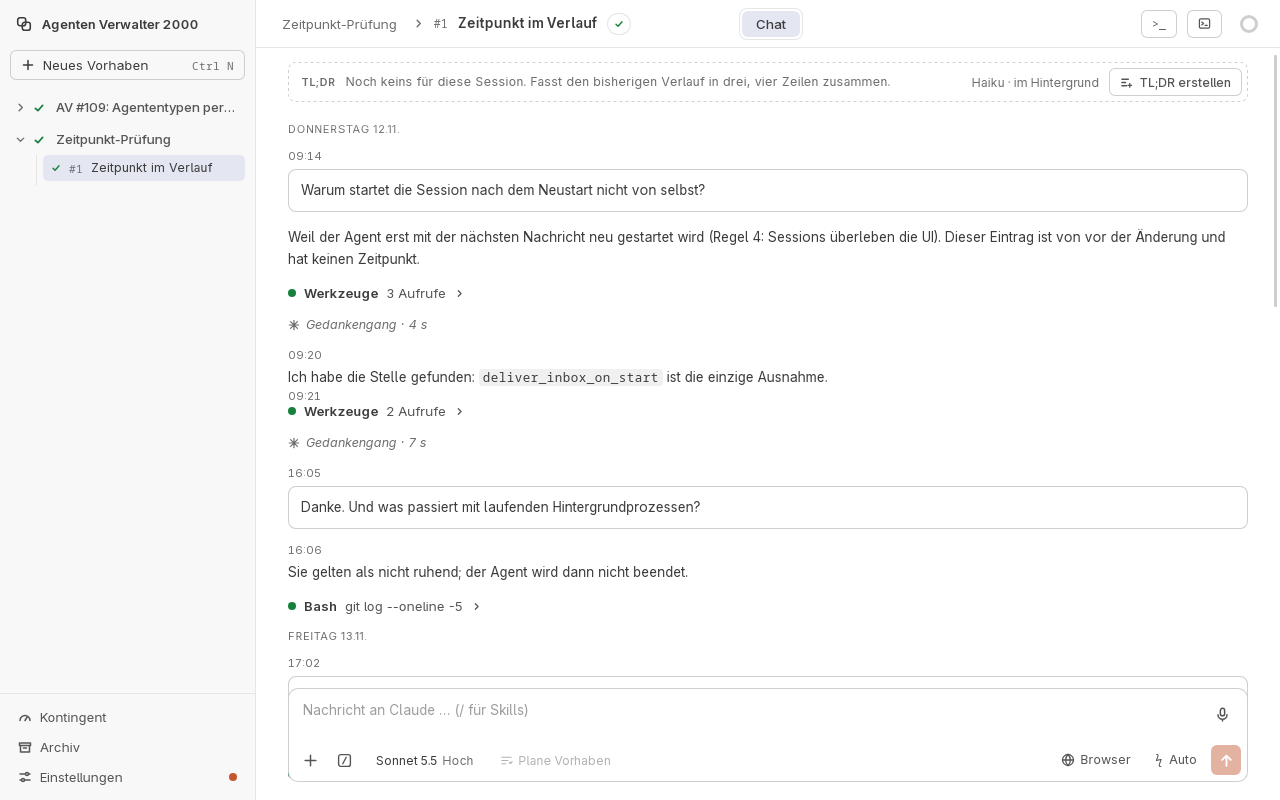 Agenten Verwalter 2000
Neues Vorhaben Ctrl N
AV #109: Agententypen per…
Zeitpunkt-Prüfung
#1 Zeitpunkt im Verlauf
Kontingent
Archiv
Einstellungen
Zeitpunkt-Prüfung #1 Zeitpunkt im Verlauf
Chat
>_
TL;DR Noch keins für diese Session. Fasst den bisherigen Verlauf in drei, vier Zeilen zusammen. Haiku · im Hintergrund TL;DR erstellen
DONNERSTAG 12.11.
09:14
Warum startet die Session nach dem Neustart nicht von selbst?
Weil der Agent erst mit der nächsten Nachricht neu gestartet wird (Regel 4: Sessions überleben die UI). Dieser Eintrag ist von vor der Änderung und
hat keinen Zeitpunkt.
Werkzeuge 3 Aufrufe
Gedankengang · 4 s
09:20
Ich habe die Stelle gefunden: deliver_inbox_on_start ist die einzige Ausnahme.
09:21
Werkzeuge 2 Aufrufe
Gedankengang · 7 s
16:05
Danke. Und was passiert mit laufenden Hintergrundprozessen?
16:06
Sie gelten als nicht ruhend; der Agent wird dann nicht beendet.
Bash git log --oneline -5
FREITAG 13.11.
17:02
Nachricht an Claude … (/ für Skills)
Sonnet 5.5 Hoch Plane Vorhaben Browser Auto